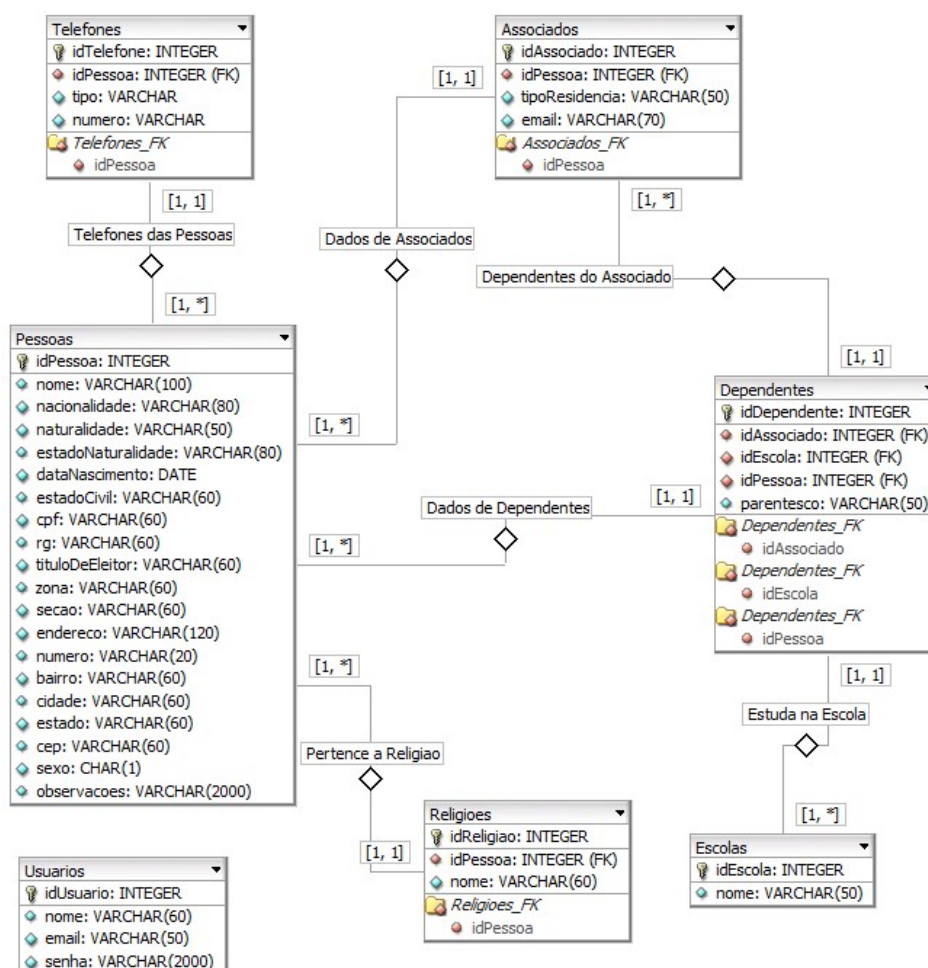 Telefones
idTelefone: INTEGER
idPessoa: INTEGER (FK)
tipo: VARCHAR
numero: VARCHAR
Telefones_FK
idPessoa
Associados
idAssociado: INTEGER
idPessoa: INTEGER (FK)
tipoResidencia: VARCHAR(50)
email: VARCHAR(70)
Associados_FK
idPessoa
[1, 1]
[1, 1]
Telefones das Pessoas
[1, *]
Dados de Associados
[1, *]
Dependentes do Associado
[1, 1]
Pessoas
idPessoa: INTEGER
nome: VARCHAR(100)
nacionalidade: VARCHAR(80)
naturalidade: VARCHAR(50)
estadoNaturalidade: VARCHAR(80)
dataNascimento: DATE
estadoCivil: VARCHAR(60)
cpf: VARCHAR(60)
rg: VARCHAR(60)
tituloDeEleitor: VARCHAR(60)
zona: VARCHAR(60)
secao: VARCHAR(60)
endereco: VARCHAR(120)
numero: VARCHAR(20)
bairro: VARCHAR(60)
cidade: VARCHAR(60)
estado: VARCHAR(60)
cep: VARCHAR(60)
sexo: CHAR(1)
observacoes: VARCHAR(2000)
[1, *]
Dados de Dependentes
[1, 1]
[1, *]
Dependentes
idDependente: INTEGER
idAssociado: INTEGER (FK)
idEscola: INTEGER (FK)
idPessoa: INTEGER (FK)
parentesco: VARCHAR(50)
Dependentes_FK
idAssociado
Dependentes_FK
idEscola
Dependentes_FK
idPessoa
[1, *]
Pertence a Religiao
[1, 1]
[1, 1]
Estuda na Escola
[1, *]
Religioes
idReligiao: INTEGER
idPessoa: INTEGER (FK)
nome: VARCHAR(60)
Religioes_FK
idPessoa
Escolas
idEscola: INTEGER
nome: VARCHAR(50)
Usuarios
idUsuario: INTEGER
nome: VARCHAR(60)
email: VARCHAR(50)
senha: VARCHAR(2000)